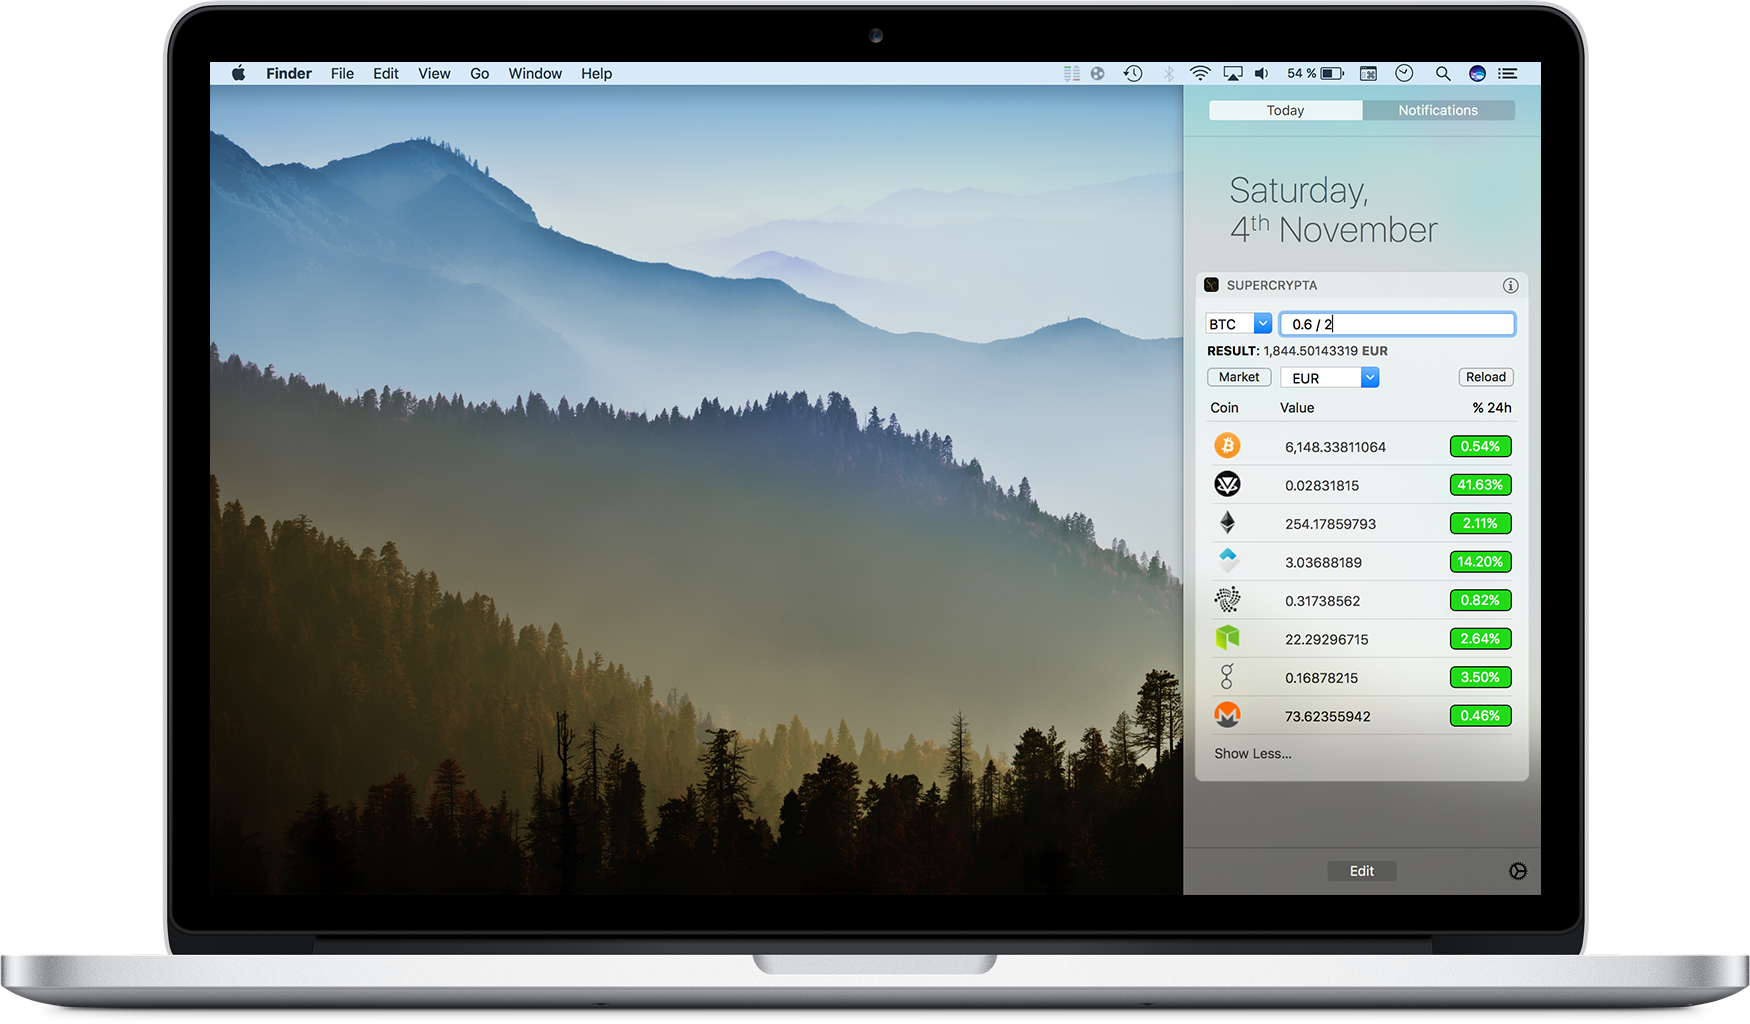 Finder File Edit View Go Window Help 54 %
Today Notifications
Saturday,
4th November
SUPERCRYPTA
BTC 0.6 / 2
RESULT: 1,844.50143319 EUR
Market EUR Reload
Coin Value % 24h
6,148.33811064 0.54%
0.02831815 41.63%
254.17859793 2.11%
3.03688189 14.20%
0.31738562 0.82%
22.29296715 2.64%
0.16878215 3.50%
73.62355942 0.46%
Show Less...
Edit